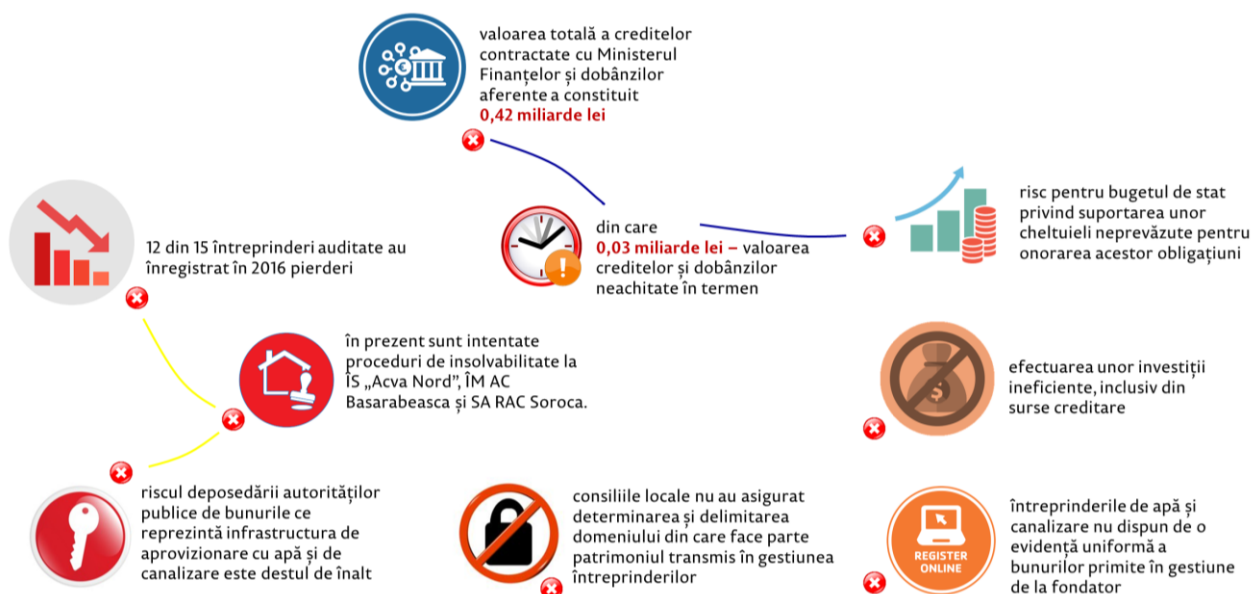 valoarea totală a creditelor
contractate cu Ministerul
Finanțelor și dobânzilor
aferente a constituit
0,42 miliarde lei
din care
0,03 miliarde lei – valoarea
creditelor și dobânzilor
neachitate în termen
risc pentru bugetul de stat
privind suportarea unor
cheltuieli neprevăzute pentru
onorarea acestor obligațiuni
12 din 15 întreprinderi auditate au
înregistrat în 2016 pierderi
în prezent sunt intentate
proceduri de insolvabilitate la
ÎS „Acva Nord”, ÎM AC
Basarabeasca și SA RAC Soroca.
efectuarea unor investiții
ineficiente, inclusiv din
surse creditare
riscul deposedării autorităților
publice de bunurile ce
reprezintă infrastructura de
aprovizionare cu apă și de
canalizare este destul de înalt
consiliile locale nu au asigurat
determinarea și delimitarea
domeniului din care face parte
patrimoniul transmis în gestiunea
întreprinderilor
REGISTER
ONLINE
întreprinderile de apă și
canalizare nu dispun de o
evidență uniformă a
bunurilor primite în gestiune
de la fondator